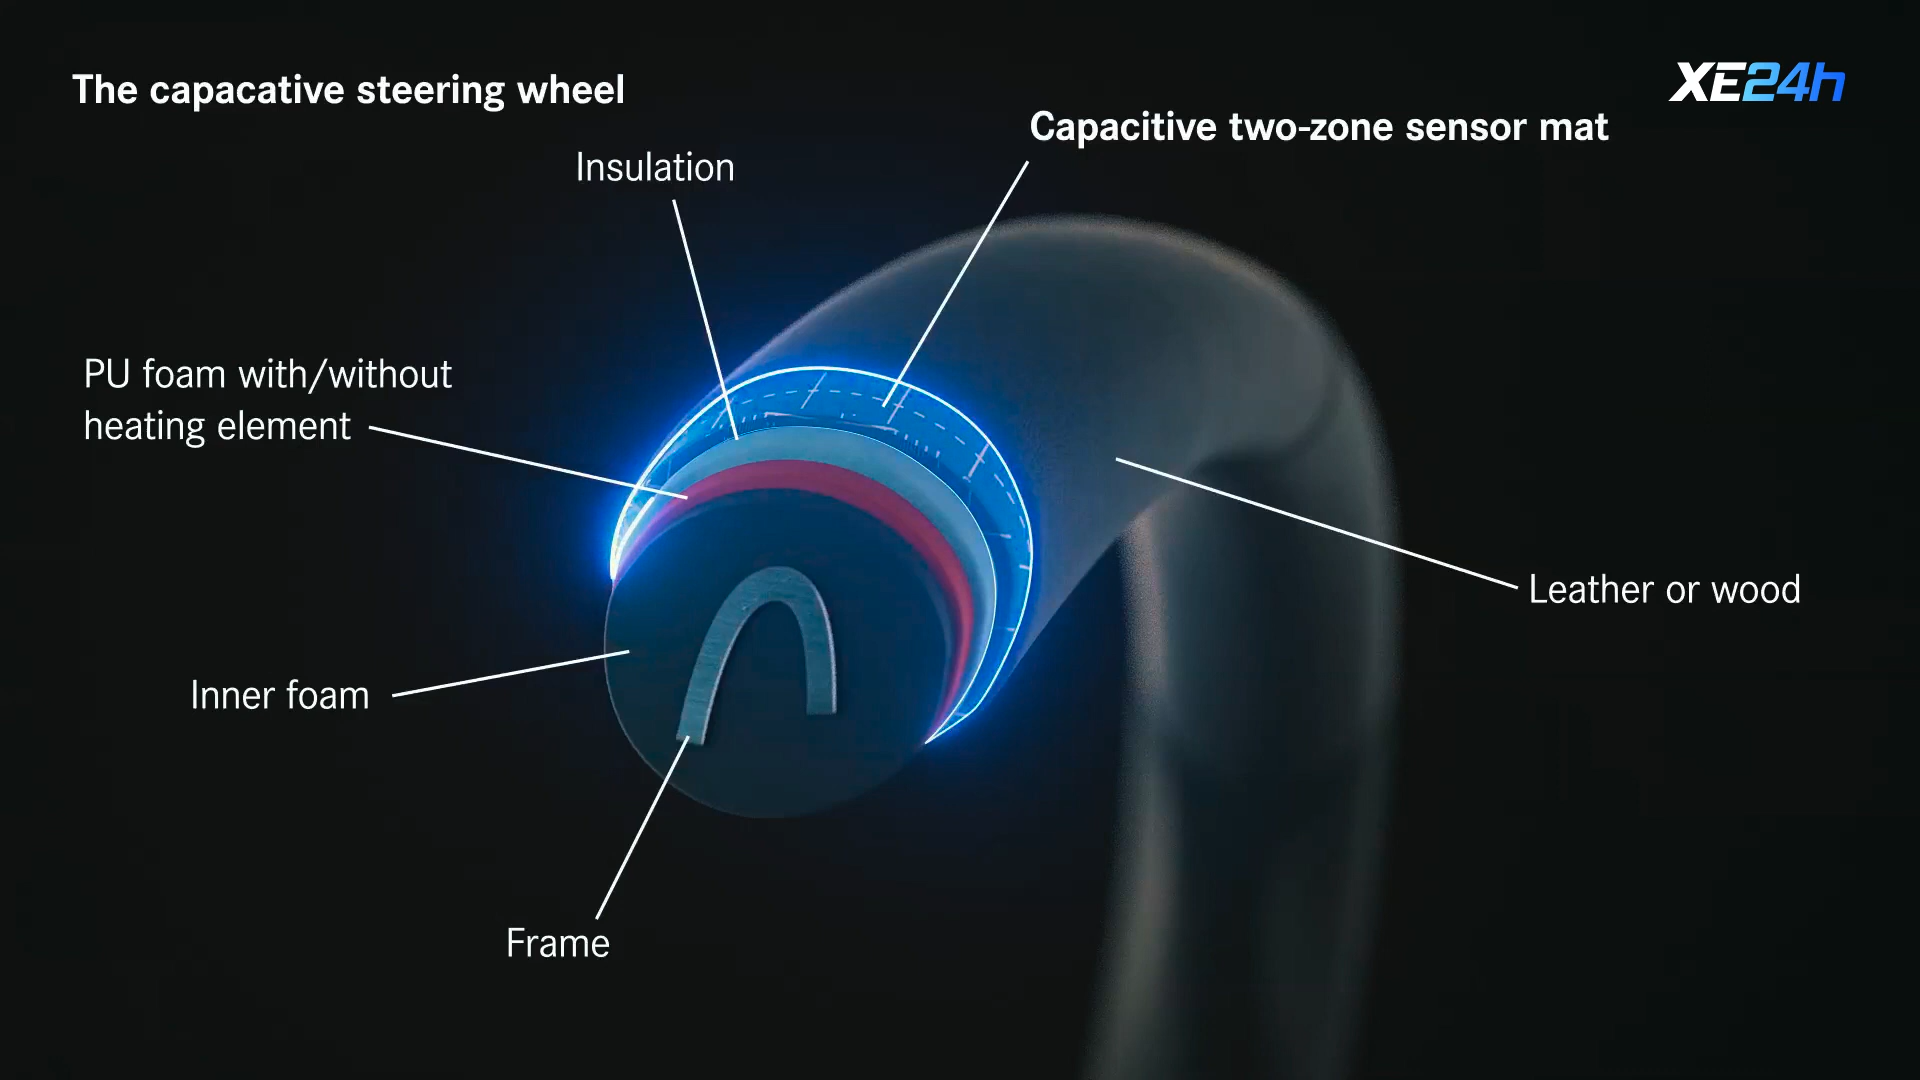 The capacative steering wheel
XE24h
Capacitive two-zone sensor mat
Insulation
PU foam with/without
heating element
Leather or wood
Inner foam
Frame